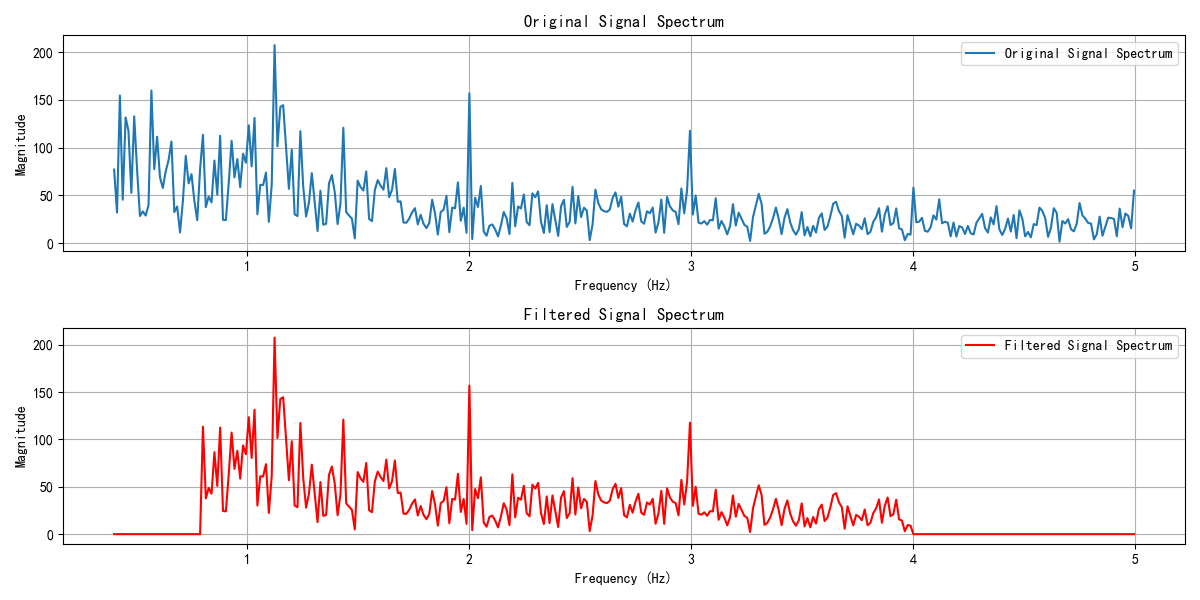 Original Signal Spectrum
Original Signal Spectrum
Magnitude
200
150
100
50
0
1 2 3 4 5
Frequency (Hz)
Filtered Signal Spectrum
Filtered Signal Spectrum
Magnitude
200
150
100
50
0
1 2 3 4 5
Frequency (Hz)